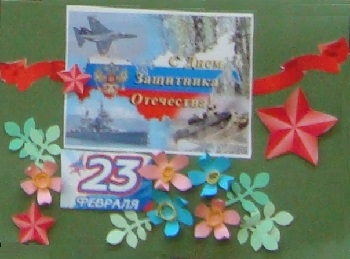 С Днем
Защитника
Отечества
23
ФЕВРАЛЯ